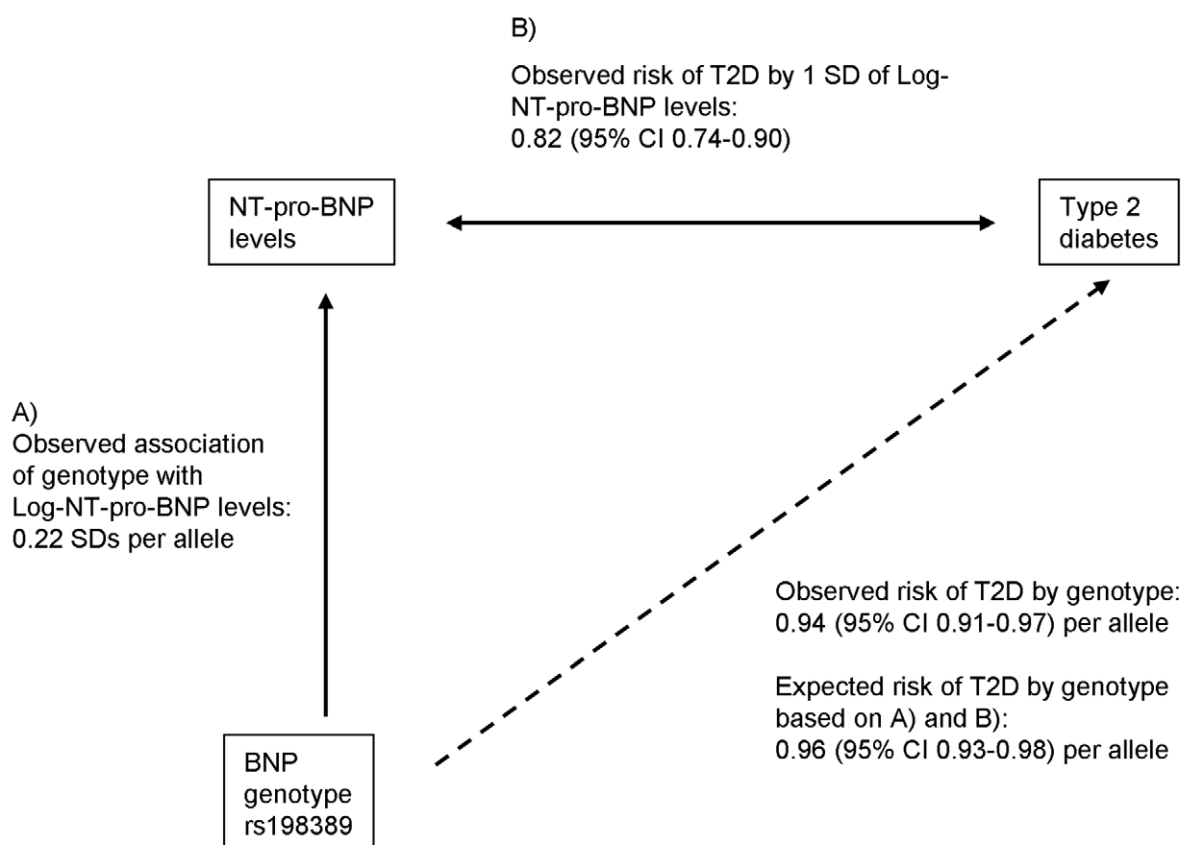 B)
Observed risk of T2D by 1 SD of Log-
NT-pro-BNP levels:
0.82 (95% CI 0.74-0.90)
NT-pro-BNP
levels
Type 2
diabetes
A)
Observed association
of genotype with
Log-NT-pro-BNP levels:
0.22 SDs per allele
Observed risk of T2D by genotype:
0.94 (95% CI 0.91-0.97) per allele
Expected risk of T2D by genotype
based on A) and B):
0.96 (95% CI 0.93-0.98) per allele
BNP
genotype
rs198389